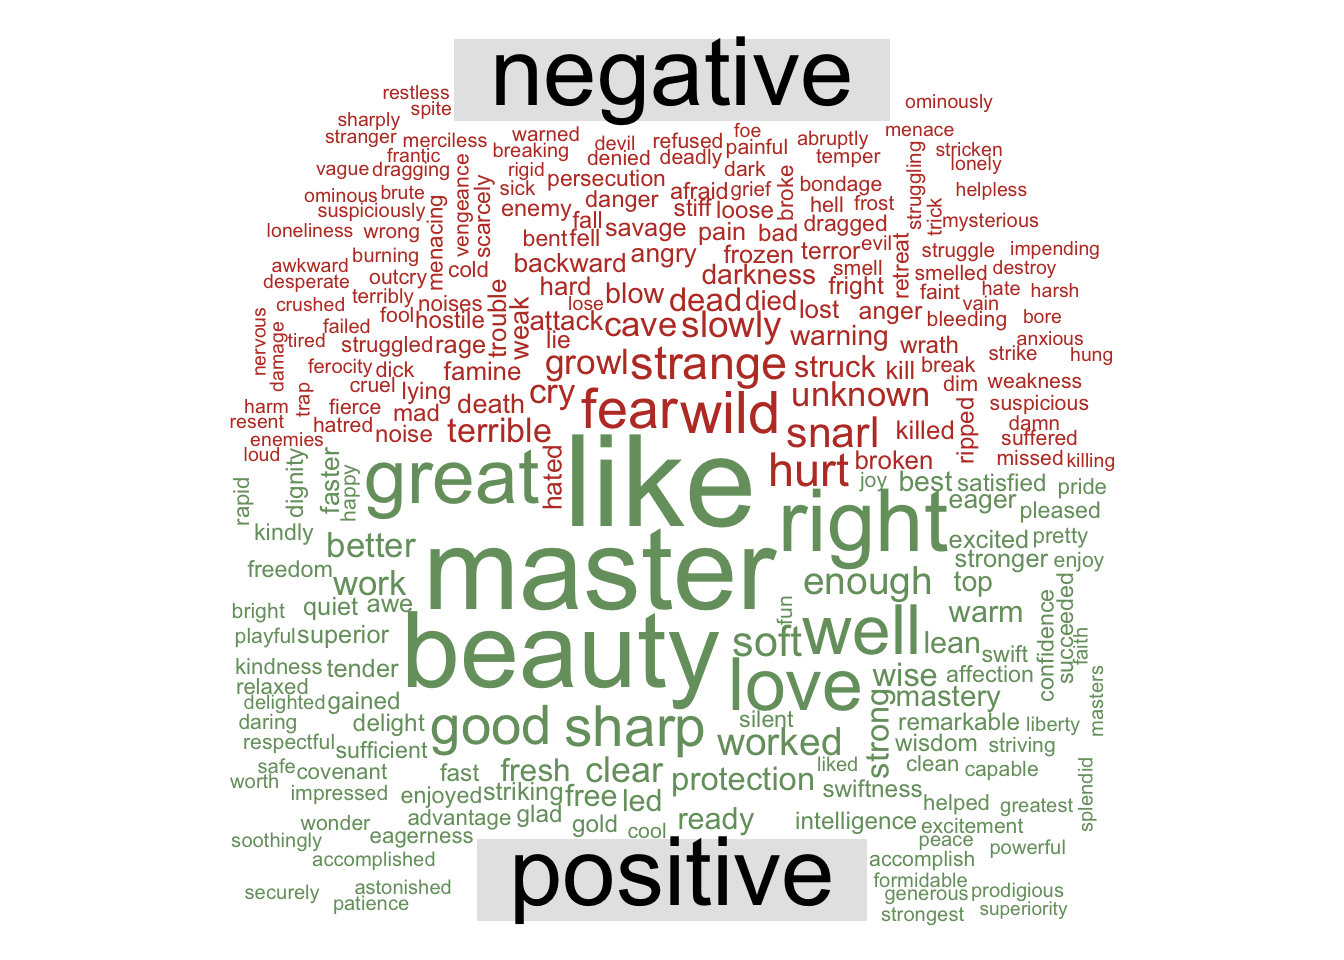 negative
restless
spite
ominously
sharply
stranger
merciless
warned
devil
refused
foe
abruptly
menace
frantic
breaking
denied
deadly
painful
temper
stricken
lonely
vague
dragging
vengeance
rigid
persecution
dark
struggling
ominous
brute
scarcely
sick
danger
afraid
grief
broke
bondage
helpless
suspiciously
menacing
enemy
fall
stiff
loose
hell
frost
trick
mysterious
loneliness
wrong
bent
fell
savage
pain
bad
dragged
evil
burning
backward
angry
frozen
terror
retreat
struggle
impending
awkward
outcry
cold
hard
darkness
smell
fright
smelled
destroy
desperate
terribly
noises
trouble
blow
dead
died
lost
anger
faint
hate
harsh
crushed
fool
hostile
weak
attack
lose
cave
slowly
warning
bleeding
vain
bore
nervous
damage
tired
failed
struggled
rage
lie
wrath
anxious
ferocity
dick
famine
growl
strange
struck
kill
break
strike
hung
trap
cruel
lying
cry
unknown
dim
weakness
harm
fierce
mad
death
fear
wild
suspicious
resent
hatred
noise
terrible
snarl
killed
ripped
damn
enemies
suffered
loud
hated
hurt
broken
missed
killing
rapid
dignity
faster
happy
great
like
joy
best
satisfied
pride
right
eager
pleased
kindly
better
master
excited
pretty
freedom
work
enough
stronger
enjoy
top
bright
quiet
awe
fun
warm
playful
superior
beauty
soft
well
lean
confidence
succeeded
faith
swift
kindness
tender
love
wise
affection
relaxed
delighted
gained
mastery
masters
daring
delight
good
sharp
silent
strong
remarkable
liberty
respectful
sufficient
worked
wisdom
striving
safe
covenant
fast
fresh
clear
protection
liked
clean
capable
worth
impressed
enjoyed
striking
free
led
swiftness
splendid
advantage
glad
helped
greatest
wonder
eagerness
gold
cool
ready
intelligence
excitement
soothingly
peace
powerful
accomplished
positive
accomplish
formidable
securely
astonished
generous
prodigious
patience
strongest
superiority